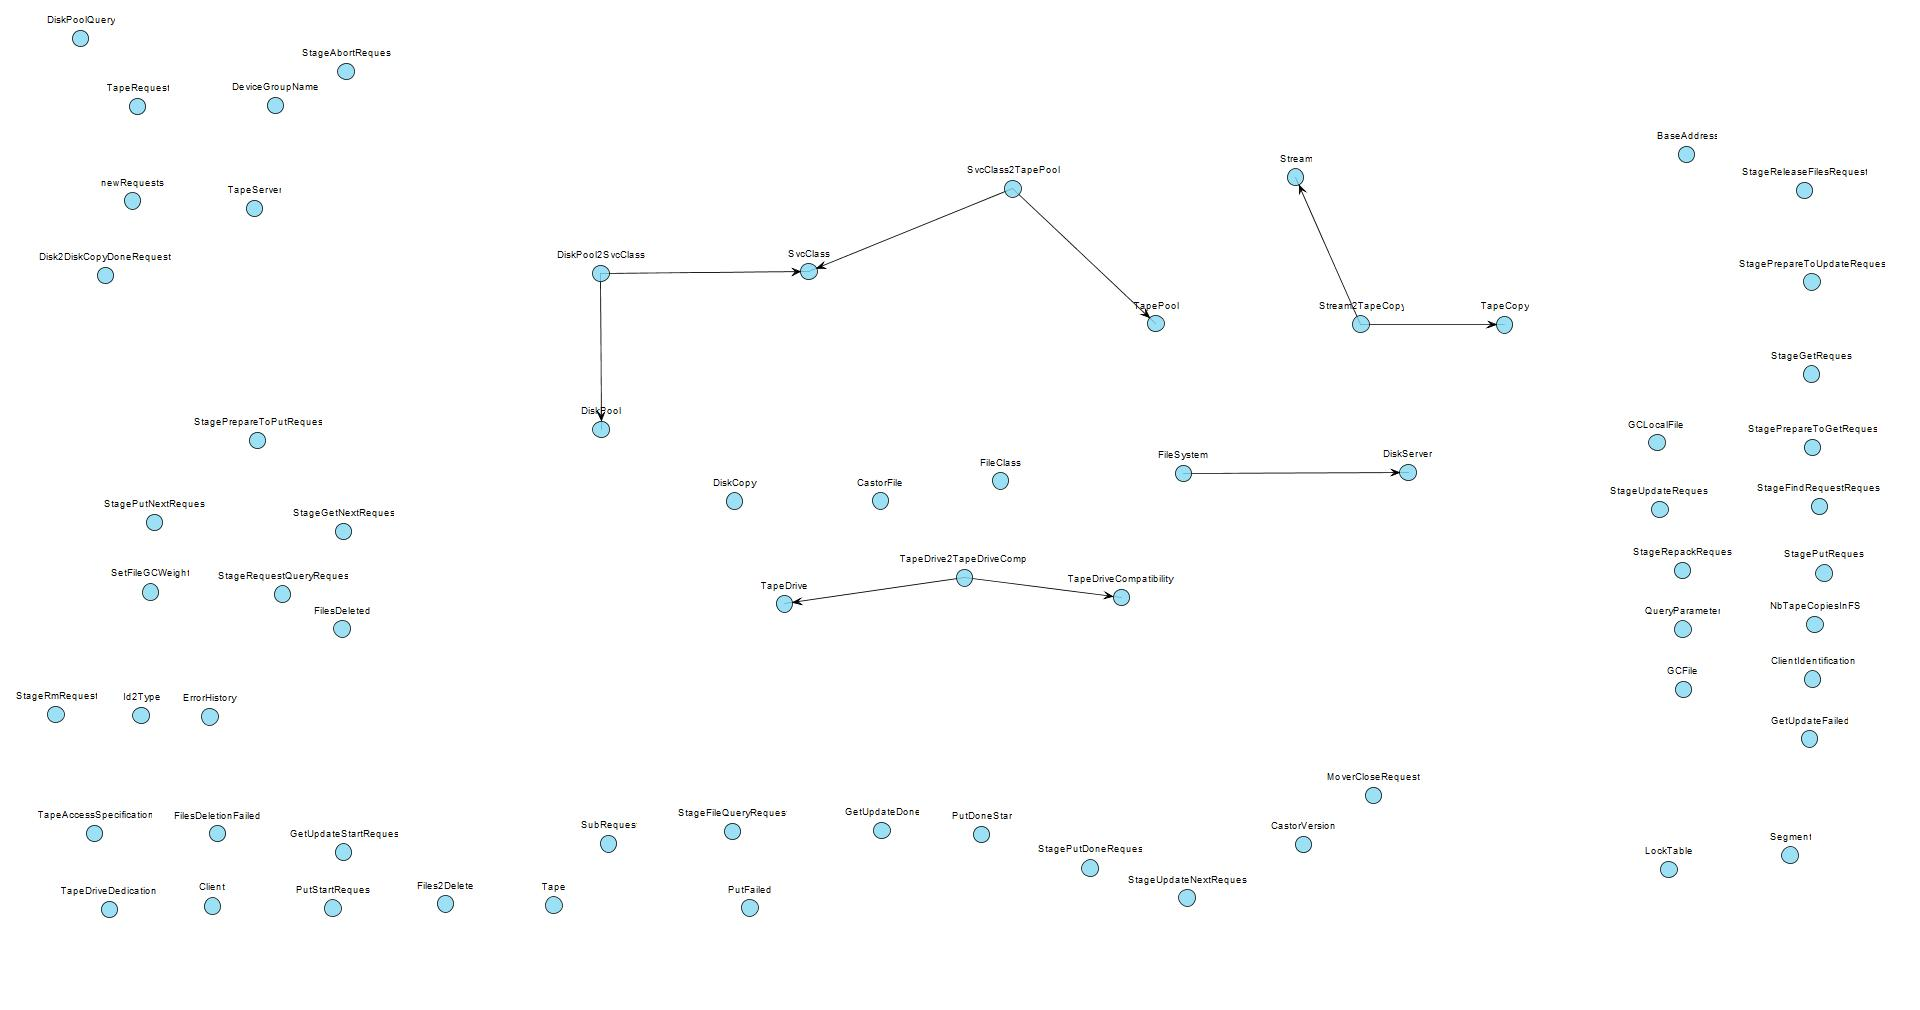 DiskPoolQuery
StageAbortReques
TapeRequest
DeviceGroupName
BaseAddress
Stream
SvcClass2TapePool
StageReleaseFilesRequest
newRequests
TapeServer
Disk2DiskCopyDoneRequest
DiskPool2SvcClass
SvcClass
StagePrepareToUpdateReques
TapePool
Stream2TapeCopy
TapeCopy
StageGetReques
DiskPool
StagePrepareToPutReques
GCLocalFile
StagePrepareToGetReques
FileClass
FileSystem
DiskServer
DiskCopy
CastorFile
StageUpdateReques
StageFindRequestReques
StagePutNextReques
StageGetNextReques
StageRepackReques
StagePutReques
TapeDrive2TapeDriveComp
SetFileGCWeight
StageRequestQueryReques
TapeDrive
TapeDriveCompatibility
FilesDeleted
QueryParameter
NbTapeCopiesInFS
GCFile
ClientIdentification
StageRmRequest
Id2Type
ErrorHistory
GetUpdateFailed
MoverCloseRequest
TapeAccessSpecification
FilesDeletionFailed
GetUpdateStartReques
SubReques
StageFileQueryReques
GetUpdateDone
PutDoneStar
CastorVersion
StagePutDoneReques
LockTable
Segment
TapeDriveDedication
Client
PutStartReques
Files2Delete
Tape
PutFailed
StageUpdateNextReques